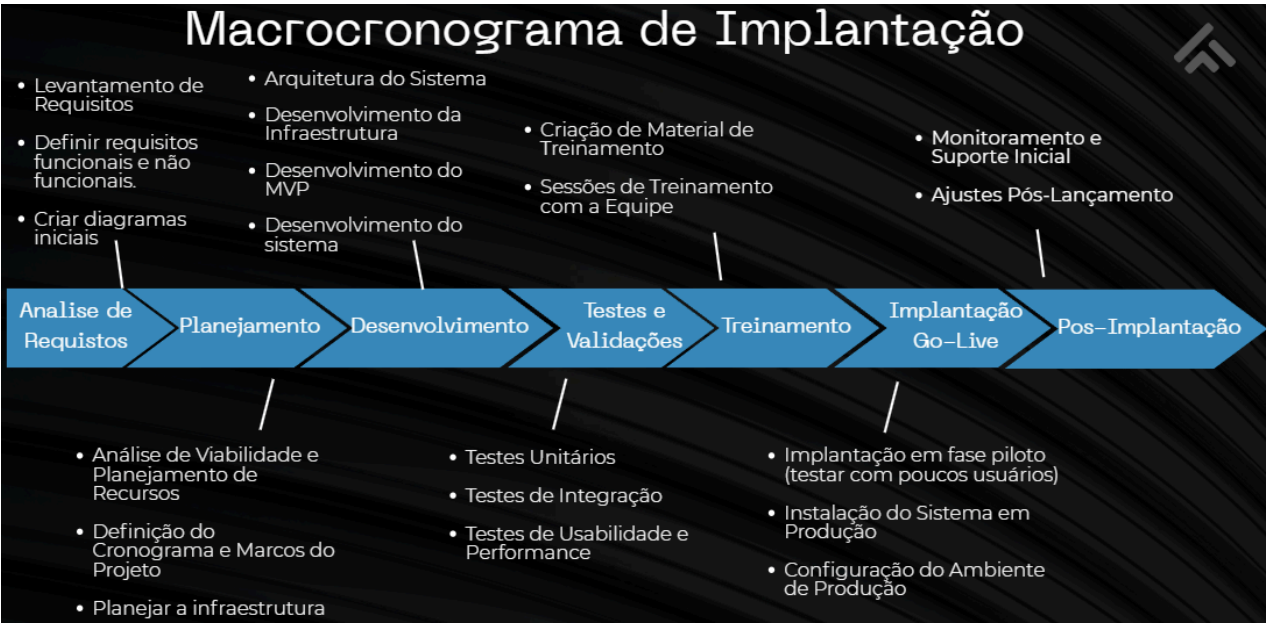 Macrocronograma de Implantação
• Levantamento de
Requisitos
• Definir requisitos
funcionais e não
funcionais.
• Criar diagramas
iniciais
• Arquitetura do Sistema
• Desenvolvimento da
Infraestrutura
• Desenvolvimento do
MVP
• Desenvolvimento do
sistema
• Criação de Material de
Treinamento
• Sessões de Treinamento
com a Equipe
• Monitoramento e
Suporte Inicial
• Ajustes Pós-Lançamento
Analise de
Requistos
Planejamento
Desenvolvimento
Testes e
Validações
Treinamento
Implantação
Go-Live
Pos-Implantação
• Análise de Viabilidade e
Planejamento de
Recursos
• Definição do
Cronograma e Marcos do
Projeto
• Planejar a infraestrutura
• Testes Unitários
• Testes de Integração
• Testes de Usabilidade e
Performance
• Implantação em fase piloto
(testar com poucos usuários)
• Instalação do Sistema em
Produção
• Configuração do Ambiente
de Produção